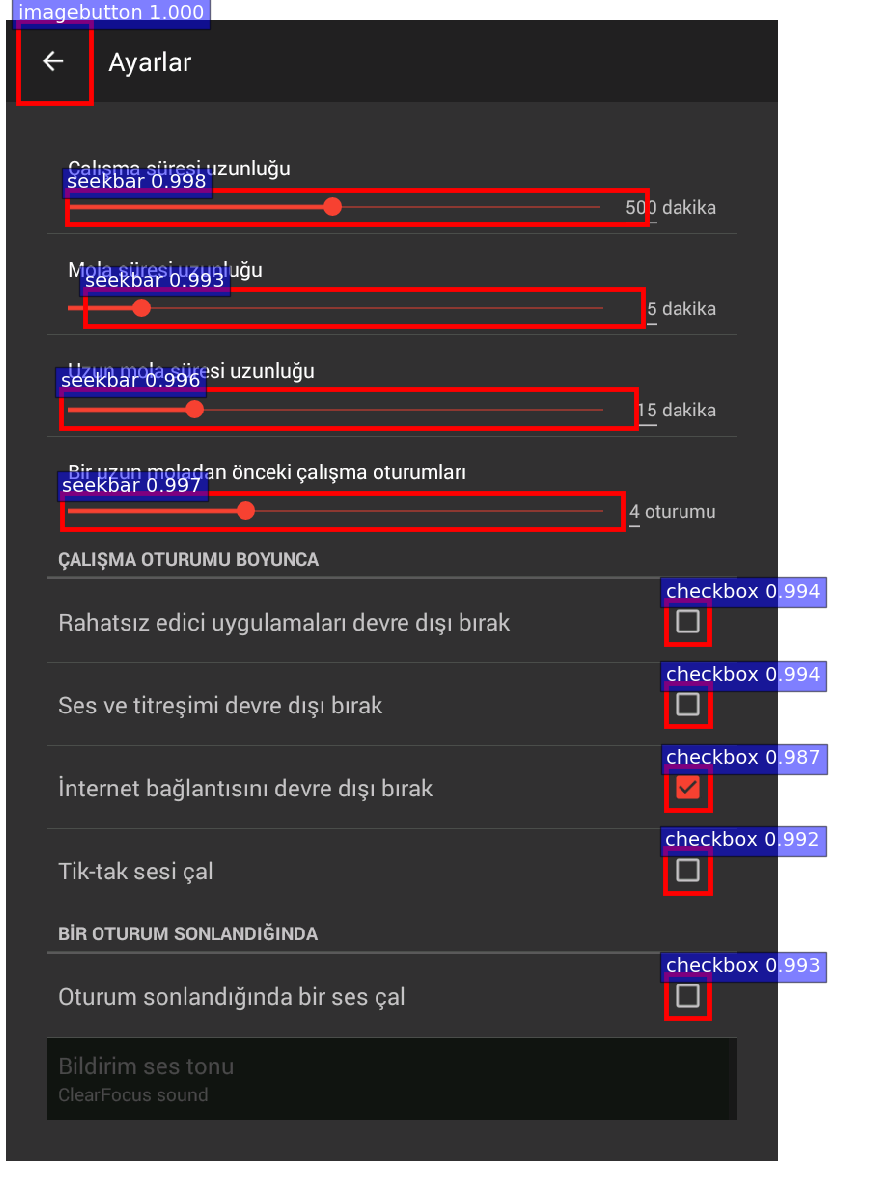 imagebutton 1.000
Ayarlar
Çalışma süresi uzunluğu
seekbar 0.998
500 dakika
Mola süresi uzunluğu
seekbar 0.993
5 dakika
Uzun mola süresi uzunluğu
seekbar 0.996
15 dakika
Bir uzun moladan önceki çalışma oturumları
seekbar 0.997
4 oturumu
ÇALIŞMA OTURUMU BOYUNCA
checkbox 0.994
Rahatsız edici uygulamaları devre dışı bırak
checkbox 0.994
Ses ve titreşimi devre dışı bırak
checkbox 0.987
İnternet bağlantısını devre dışı bırak
checkbox 0.992
Tik-tak sesi çal
BİR OTURUM SONLANDIĞINDA
checkbox 0.993
Oturum sonlandığında bir ses çal
Bildirim ses tonu
ClearFocus sound